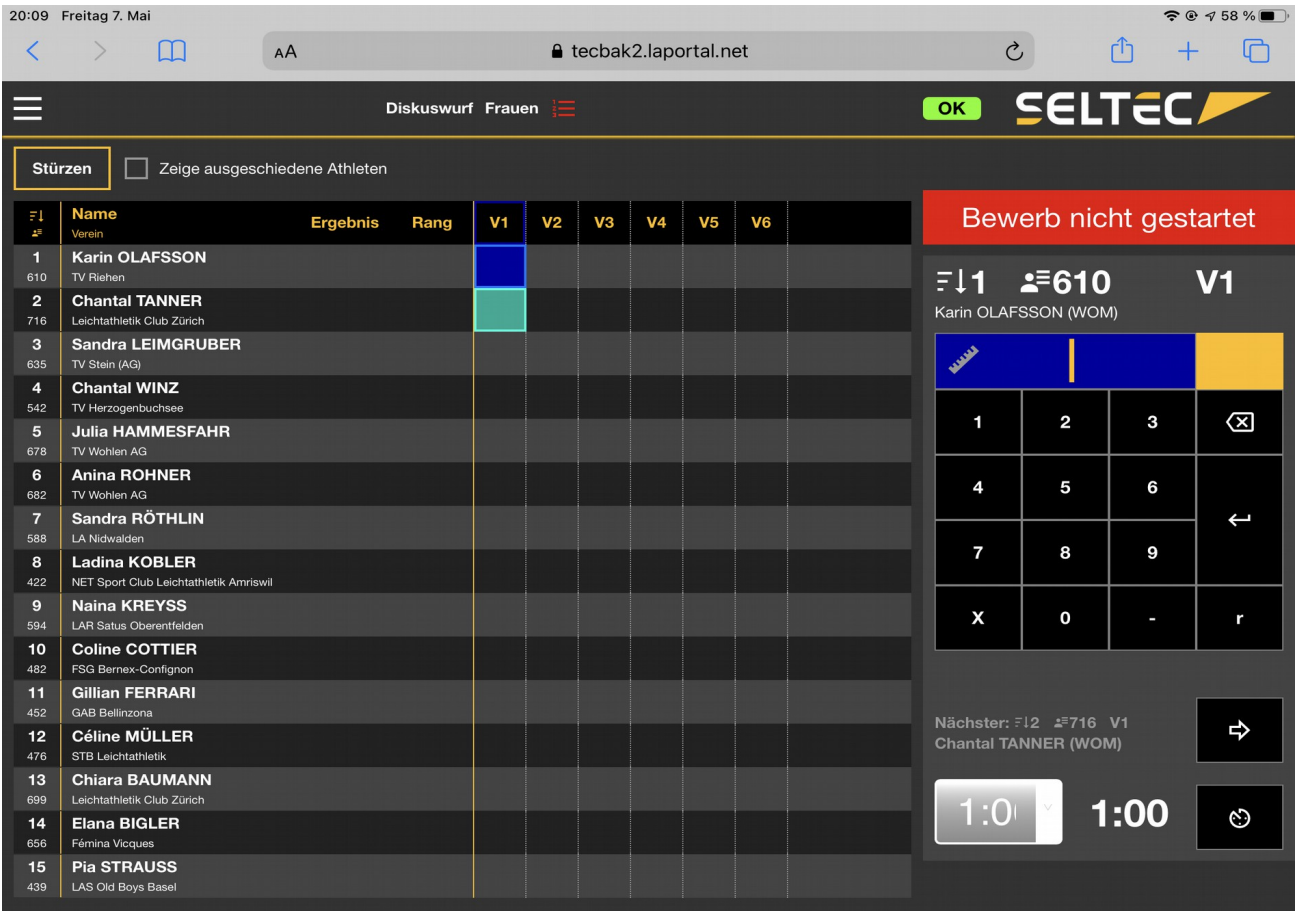 20:09 Freitag 7. Mai 58 %
AA tecbak2.laportal.net
Diskuswurf Frauen OK SELTEC
Stürzen Zeige ausgeschiedene Athleten
Name Ergebnis Rang V1 V2 V3 V4 V5 V6
Verein
1 Karin OLAFSSON
610 TV Riehen
2 Chantal TANNER
716 Leichtathletik Club Zürich
3 Sandra LEIMGRUBER
635 TV Stein (AG)
4 Chantal WINZ
542 TV Herzogenbuchsee
5 Julia HAMMESFAHR
678 TV Wohlen AG
6 Anina ROHNER
682 TV Wohlen AG
7 Sandra RÖTHLIN
588 LA Nidwalden
8 Ladina KOBLER
422 NET Sport Club Leichtathletik Amriswil
9 Naina KREYSS
594 LAR Satus Oberentfelden
10 Coline COTTIER
482 FSG Bernex-Confignon
11 Gillian FERRARI
452 GAB Bellinzona
12 Céline MÜLLER
476 STB Leichtathletik
13 Chiara BAUMANN
699 Leichtathletik Club Zürich
14 Elana BIGLER
656 Fémina Vicques
15 Pia STRAUSS
439 LAS Old Boys Basel
Bewerb nicht gestartet
1 610 V1
Karin OLAFSSON (WOM)
1 2 3
4 5 6
7 8 9
X 0 - r
Nächster: 2 716 V1
Chantal TANNER (WOM)
1:00